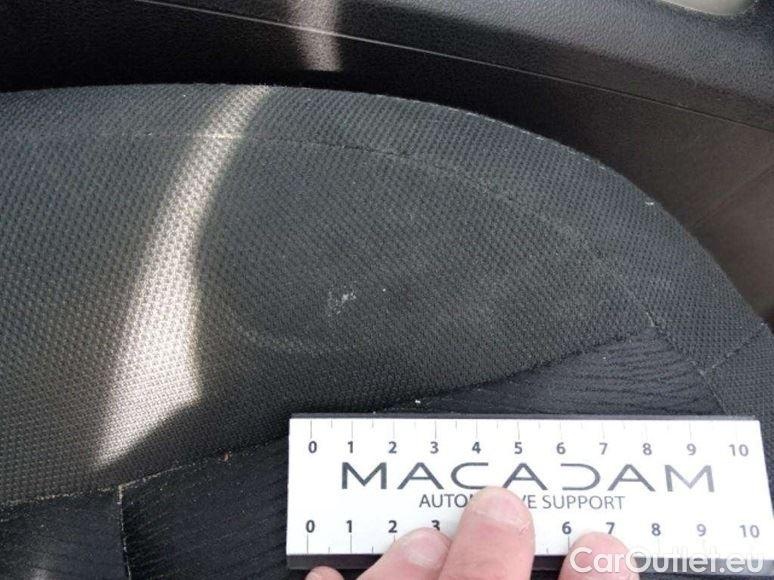 0 1 2 3 4 5 6 7 8 9 10
MACADAM
AUTOMOTIVE SUPPORT
0 1 2 3 6 7 8 9 10
CarOutlet.eu